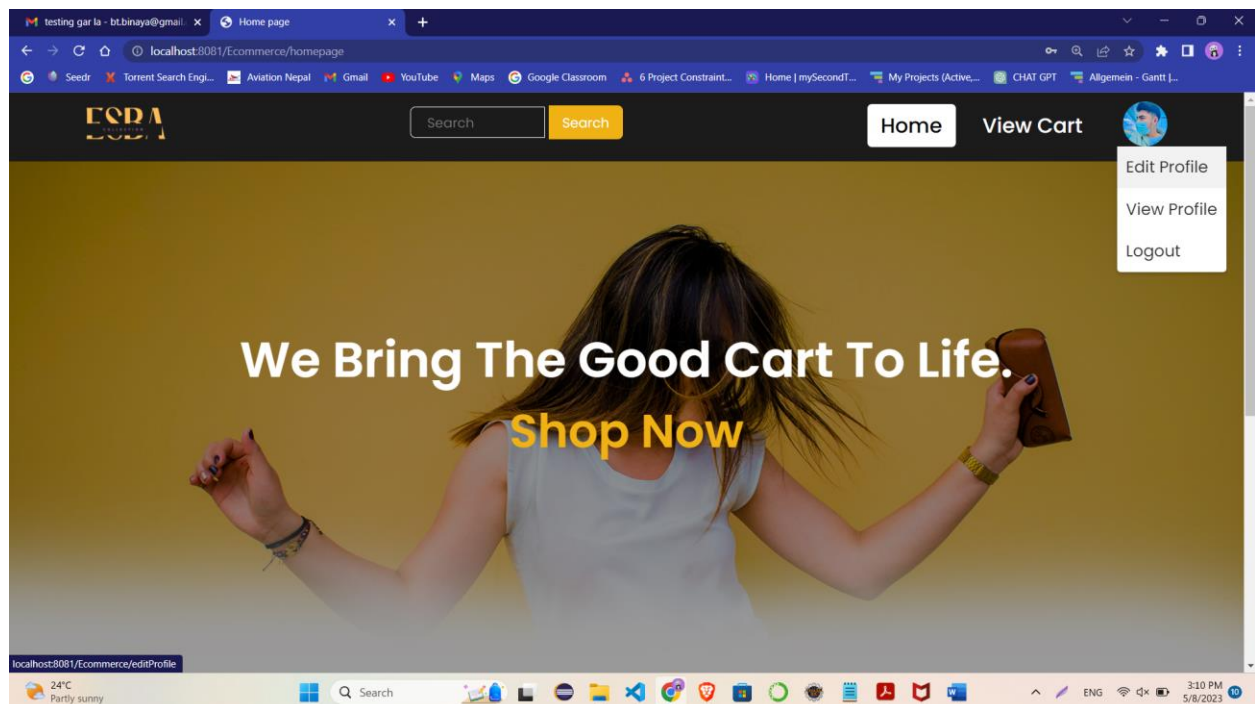 testing gar la - bt.binaya@gmail.
Home page
localhost:8081/Ecommerce/homepage
Seedr
Torrent Search Engi...
Aviation Nepal
Gmail
YouTube
Maps
Google Classroom
6 Project Constraint...
Home | mySecondT...
My Projects (Active,...
CHAT GPT
Allgemein - Gantt |...
ESBA
Search
Search
Home
View Cart
Edit Profile
View Profile
Logout
We Bring The Good Cart To Life.
Shop Now
localhost:8081/Ecommerce/editProfile
24°C
Partly sunny
Search
ENG
3:10 PM
5/8/2023
10